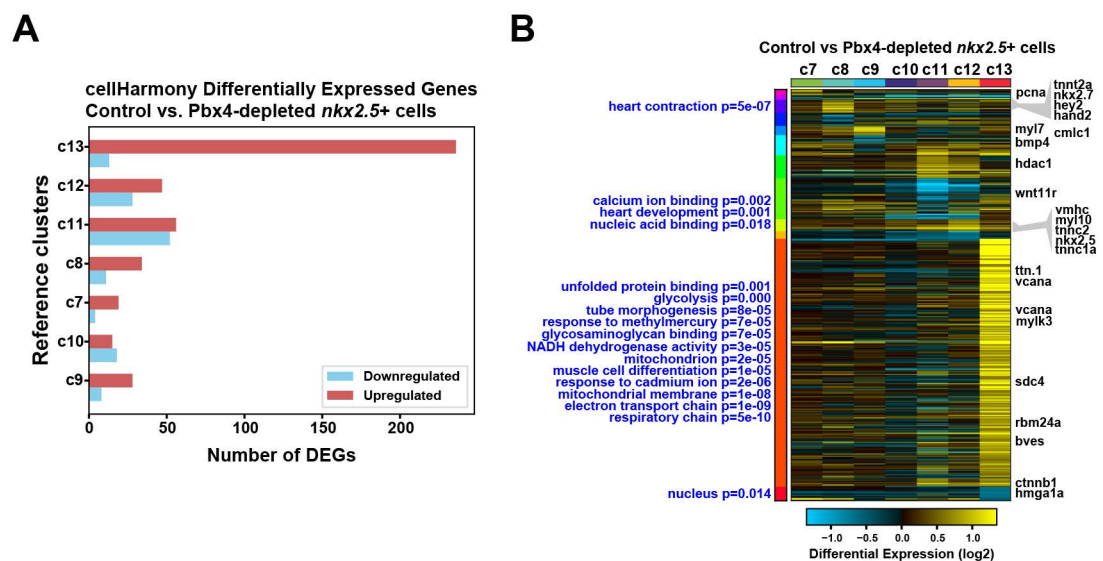 A
cellHarmony Differentially Expressed Genes
Control vs. Pbx4-depleted nkx2.5+ cells
Reference clusters
c13
c12
c11
c8
c7
c10
c9
Downregulated
Upregulated
0 50 100 150 200
Number of DEGs
B
Control vs Pbx4-depleted nkx2.5+ cells
c7 c8 c9 c10 c11 c12 c13
heart contraction p=5e-07
calcium ion binding p=0.002
heart development p=0.001
nucleic acid binding p=0.018
unfolded protein binding p=0.001
glycolysis p=0.000
tube morphogenesis p=8e-05
response to methylmercury p=7e-05
glycosaminoglycan binding p=7e-05
NADH dehydrogenase activity p=3e-05
mitochondrion p=2e-05
muscle cell differentiation p=1e-05
response to cadmium ion p=2e-06
mitochondrial membrane p=1e-08
electron transport chain p=1e-09
respiratory chain p=5e-10
nucleus p=0.014
tnnt2a
pcna
nkx2.7
hey2
hand2
myl7
cmlc1
bmp4
hdac1
wnt11r
vmhc
myl10
tnnc2
nkx2.5
tnnc1a
ttn.1
vcana
vcana
mylk3
sdc4
rbm24a
bves
ctnnb1
hmga1a
−1.0 −0.5 0.0 0.5 1.0
Differential Expression (log2)